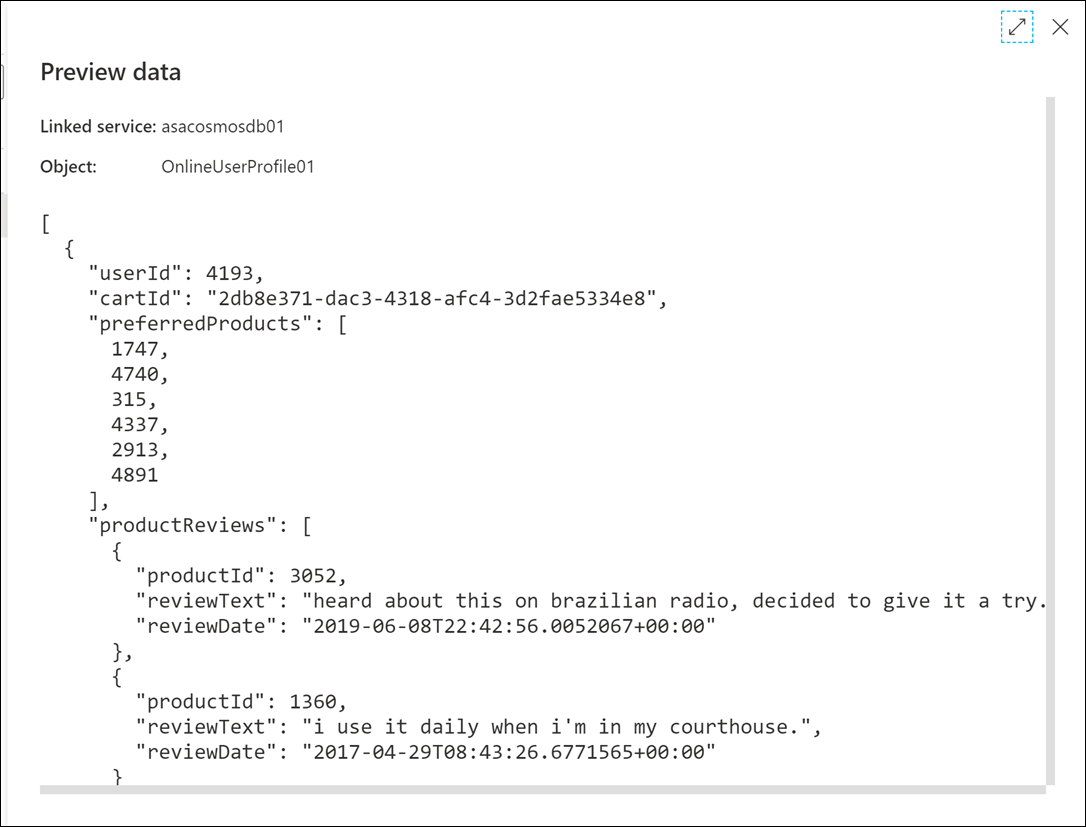 Preview data
Linked service: asacosmosdb01
Object: OnlineUserProfile01
[
{
"userId": 4193,
"cartId": "2db8e371-dac3-4318-afc4-3d2fae5334e8",
"preferredProducts": [
1747,
4740,
315,
4337,
2913,
4891
],
"productReviews": [
{
"productId": 3052,
"reviewText": "heard about this on brazilian radio, decided to give it a try.
"reviewDate": "2019-06-08T22:42:56.0052067+00:00"
},
{
"productId": 1360,
"reviewText": "i use it daily when i'm in my courthouse.",
"reviewDate": "2017-04-29T08:43:26.6771565+00:00"
}